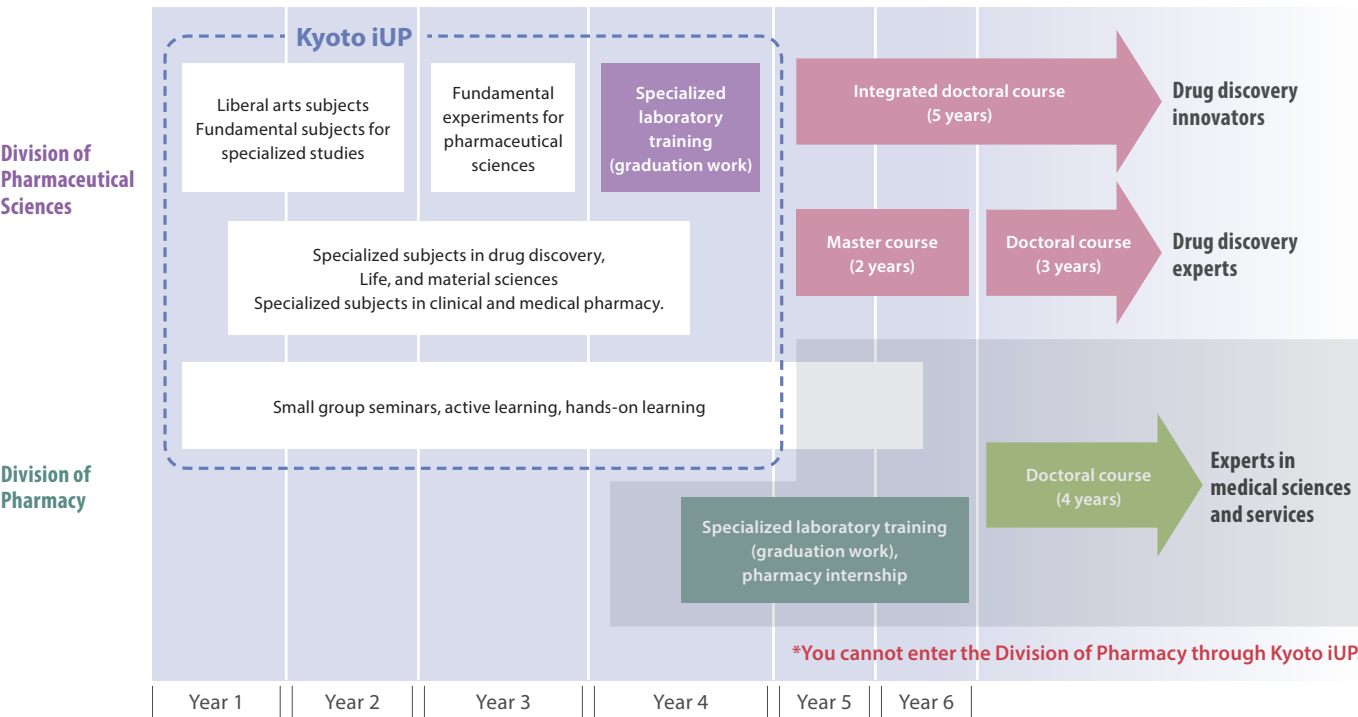 Kyoto iUP
Division of
Pharmaceutical
Sciences
Liberal arts subjects
Fundamental subjects for
specialized studies
Fundamental
experiments for
pharmaceutical
sciences
Specialized
laboratory
training
(graduation work)
Integrated doctoral course
(5 years)
Drug discovery
innovators
Specialized subjects in drug discovery,
Life, and material sciences
Specialized subjects in clinical and medical pharmacy.
Master course
(2 years)
Doctoral course
(3 years)
Drug discovery
experts
Small group seminars, active learning, hands-on learning
Division of
Pharmacy
Specialized laboratory training
(graduation work),
pharmacy internship
Doctoral course
(4 years)
Experts in
medical sciences
and services
*You cannot enter the Division of Pharmacy through Kyoto iUP.
Year 1
Year 2
Year 3
Year 4
Year 5
Year 6